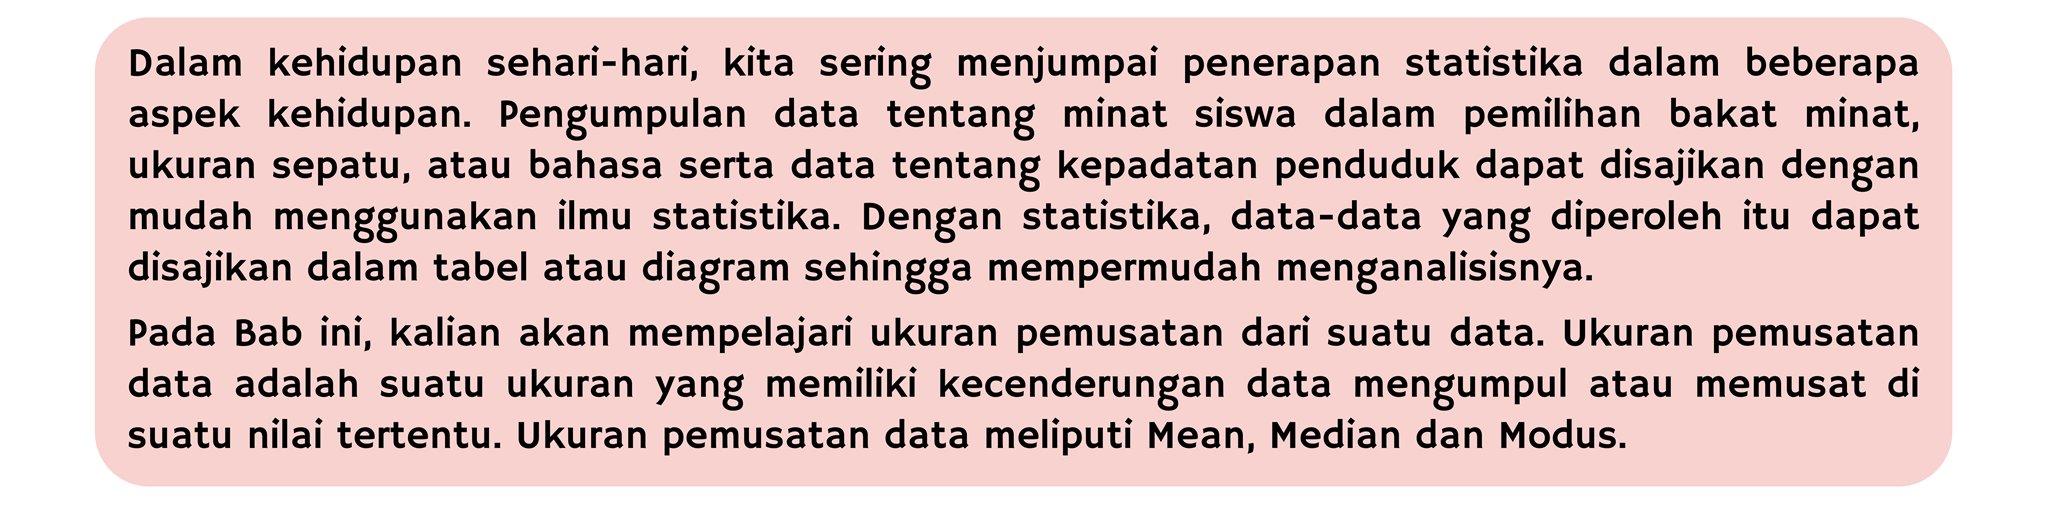 Dalam kehidupan sehari-hari, kita sering menjumpai penerapan statistika dalam beberapa
aspek kehidupan. Pengumpulan data tentang minat siswa dalam pemilihan bakat minat,
ukuran sepatu, atau bahasa serta data tentang kepadatan penduduk dapat disajikan dengan
mudah menggunakan ilmu statistika. Dengan statistika, data-data yang diperoleh itu dapat
disajikan dalam tabel atau diagram sehingga mempermudah menganalisisnya.
Pada Bab ini, kalian akan mempelajari ukuran pemusatan dari suatu data. Ukuran pemusatan
data adalah suatu ukuran yang memiliki kecenderungan data mengumpul atau memusat di
suatu nilai tertentu. Ukuran pemusatan data meliputi Mean, Median dan Modus.